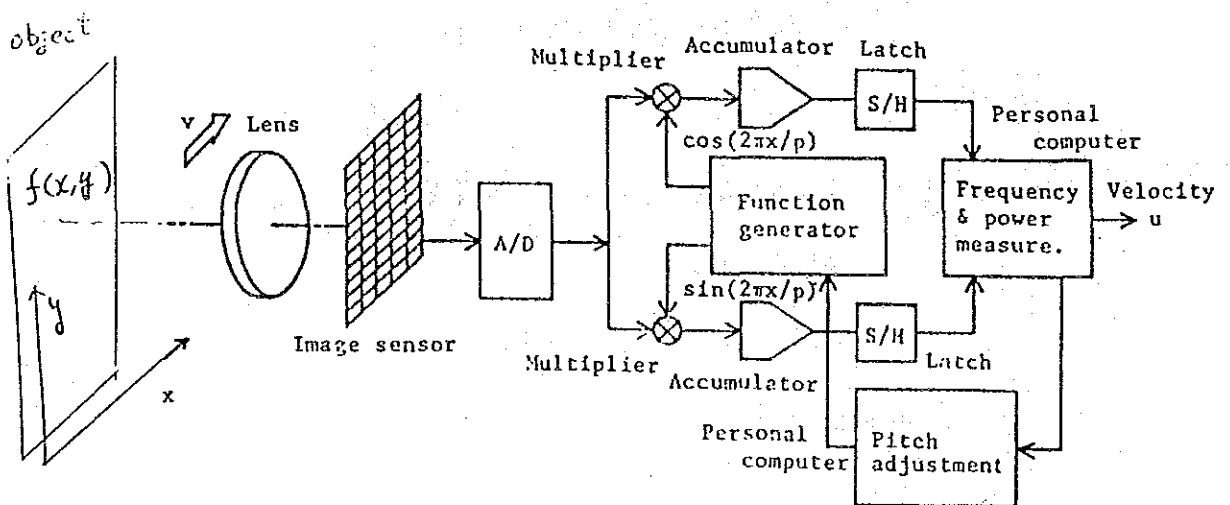 object
f(x,y)
y
x
v
Lens
Image sensor
A/D
Multiplier
Accumulator
Latch
S/H
cos(2πx/p)
Function
generator
sin(2πx/p)
Multiplier
Accumulator
S/H
Latch
Personal
computer
Frequency
& power
measure.
Velocity
u
Personal
computer
Pitch
adjustment